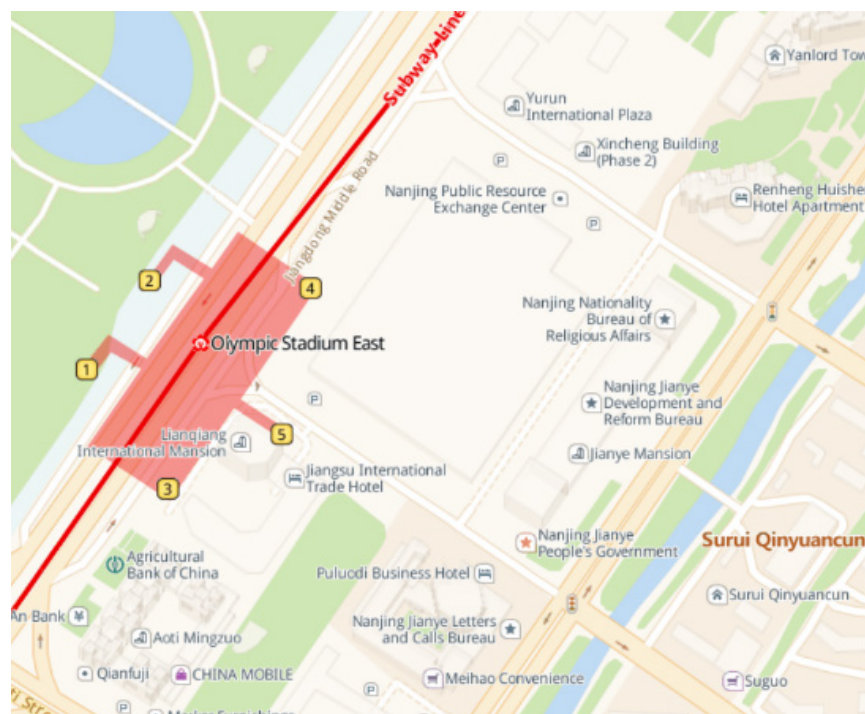 Subway Line
Yanlord Tow
Yurun
International Plaza
Xincheng Building
(Phase 2)
P
Jiangdong Middle Road
Nanjing Public Resource
Exchange Center
Renheng Huishe
Hotel Apartment
P
2
4
Nanjing Nationality
Bureau of
Religious Affairs
Olympic Stadium East
1
P
Nanjing Jianye
Development and
Reform Bureau
Lianqiang
International Mansion
5
Jianye Mansion
3
Jiangsu International
Trade Hotel
Nanjing Jianye
People's Government
Surui Qinyuancun
Agricultural
Bank of China
Puluodi Business Hotel
Surui Qinyuancun
An Bank
¥
Nanjing Jianye Letters
and Calls Bureau
Aoti Mingzuo
Qianfuji
CHINA MOBILE
Meihao Convenience
Suguo
P
P